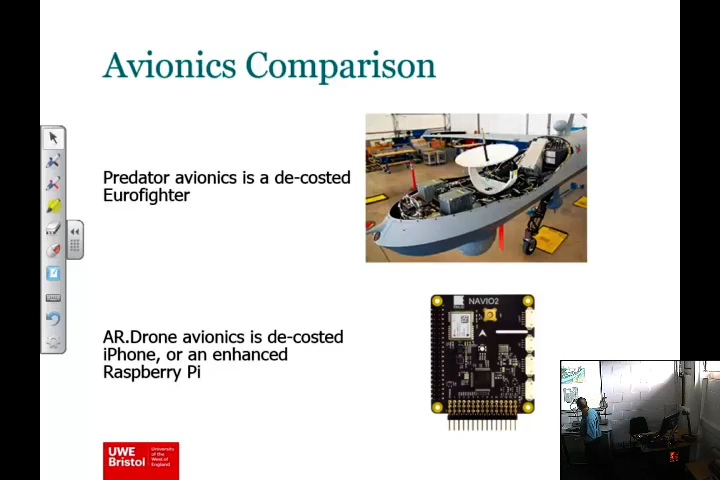 Avionics Comparison
Predator avionics is a de-costed
Eurofighter
AR.Drone avionics is de-costed
iPhone, or an enhanced
Raspberry Pi
NAVIO2
UWE
Bristol
University
of the
West of
England